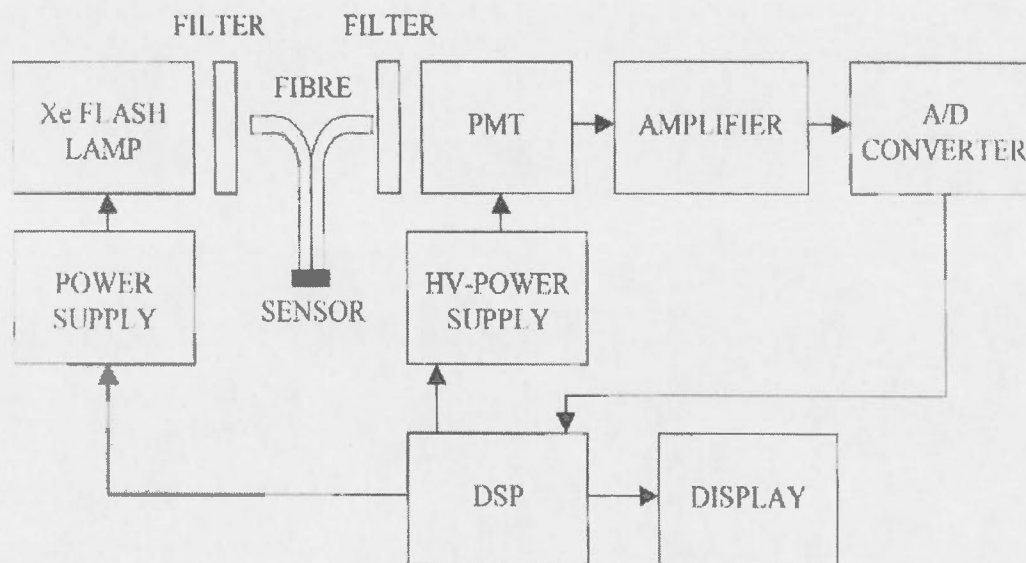 FILTER
FILTER
Xe FLASH
LAMP
FIBRE
PMT
AMPLIFIER
A/D
CONVERTER
POWER
SUPPLY
SENSOR
HV-POWER
SUPPLY
DSP
DISPLAY